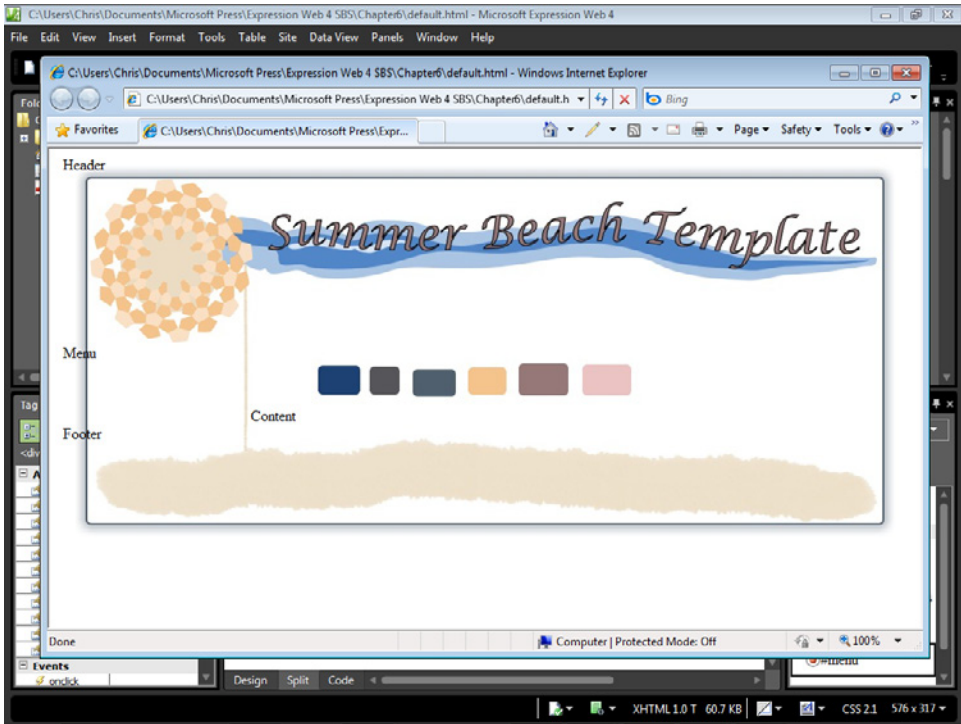 C:\Users\Chris\Documents\Microsoft Press\Expression Web 4 SBS\Chapter6\default.html - Microsoft Expression Web 4
File Edit View Insert Format Tools Table Site Data View Panels Window Help
C:\Users\Chris\Documents\Microsoft Press\Expression Web 4 SBS\Chapter6\default.html - Windows Internet Explorer
C:\Users\Chris\Documents\Microsoft Press\Expression Web 4 SBS\Chapter6\default.h
Bing
Favorites
C:\Users\Chris\Documents\Microsoft Press\Expr...
Page Safety Tools
Header
Summer Beach Template
Menu
Content
Footer
Tag
Done
Computer | Protected Mode: Off
100%
Events
onclick
Design Split Code
#menu
XHTML 1.0 T 60.7 KB
CSS 2.1 576 x 317